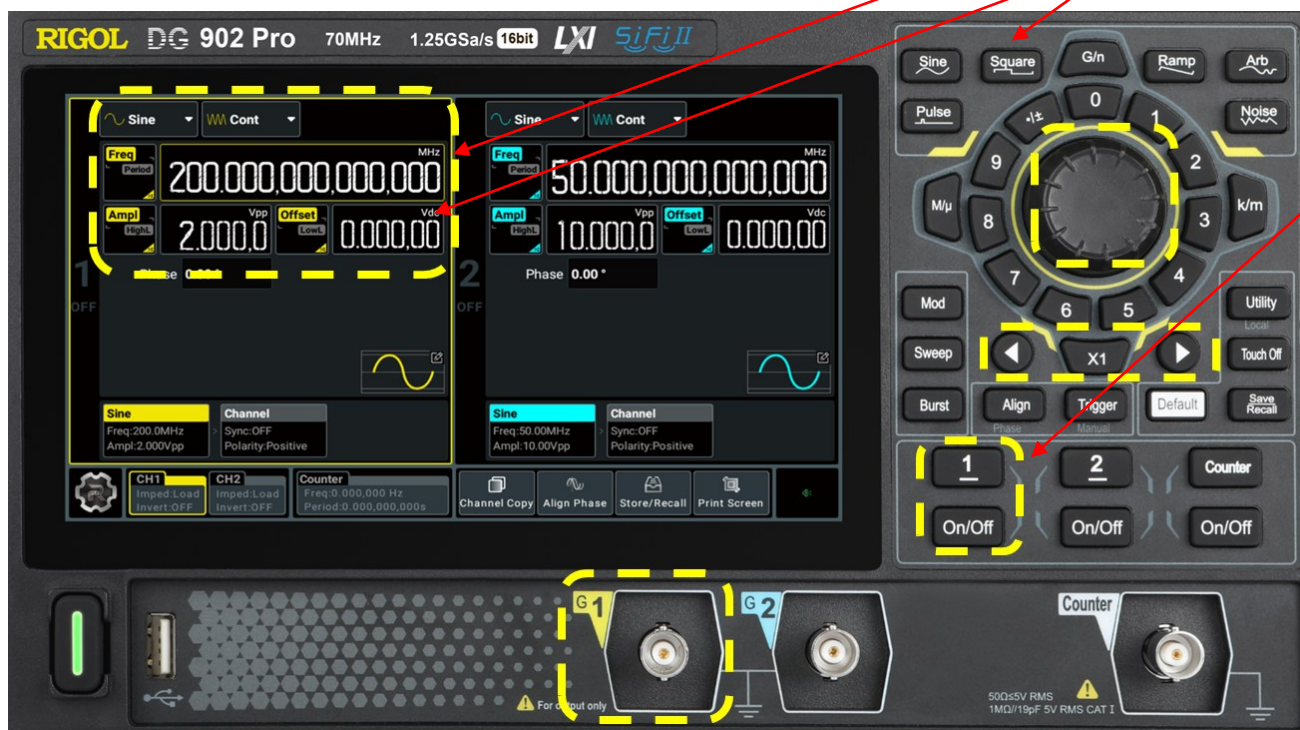 RIGOL DG 902 Pro 70MHz 1.25GSa/s 16bit LXI SiFi II
Sine Cont
Freq Period 200.000,000,000,000 MHz
Ampl HighL 2.000,0 Vpp Offset LowL 0.000,00 Vdc
1
OFF
Sine
Freq:200.0MHz
Ampl:2.000Vpp
Channel
Sync:OFF
Polarity:Positive
Sine Cont
Freq Period 50.000,000,000,000 MHz
Ampl HighL 10.000,0 Vpp Offset LowL 0.000,00 Vdc
2
OFF
Phase 0.00 °
Sine
Freq:50.00MHz
Ampl:10.00Vpp
Channel
Sync:OFF
Polarity:Positive
CH1
Imped:Load
Invert:OFF
CH2
Imped:Load
Invert:OFF
Counter
Freq:0.000,000 Hz
Period:0.000,000,000s
Channel Copy Align Phase Store/Recall Print Screen
Sine Square G/n Ramp Arb
Pulse ·/± 0 1 Noise
9 2
M/µ 8 3 k/m
7 4
Mod 6 5 Utility
Local
Sweep X1 Touch Off
Burst Align Trigger Default Save Recall
Phase Manual
1 2 Counter
On/Off On/Off On/Off
G1 G2 Counter
For output only
50Ω≤5V RMS
1MΩ//19pF 5V RMS CAT I